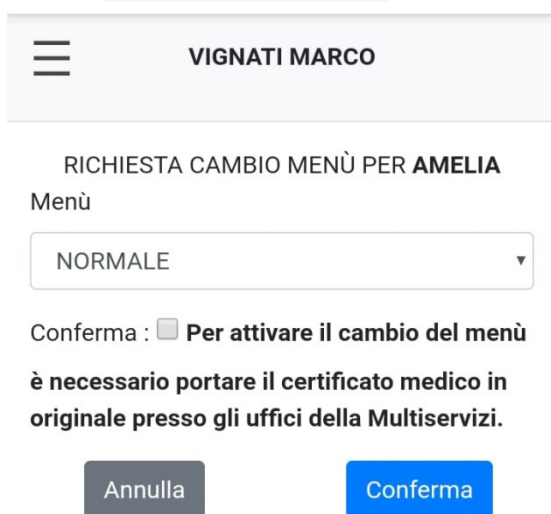 VIGNATI MARCO
RICHIESTA CAMBIO MENÙ PER AMELIA
Menù
NORMALE
Conferma : Per attivare il cambio del menù
è necessario portare il certificato medico in
originale presso gli uffici della Multiservizi.
Annulla Conferma